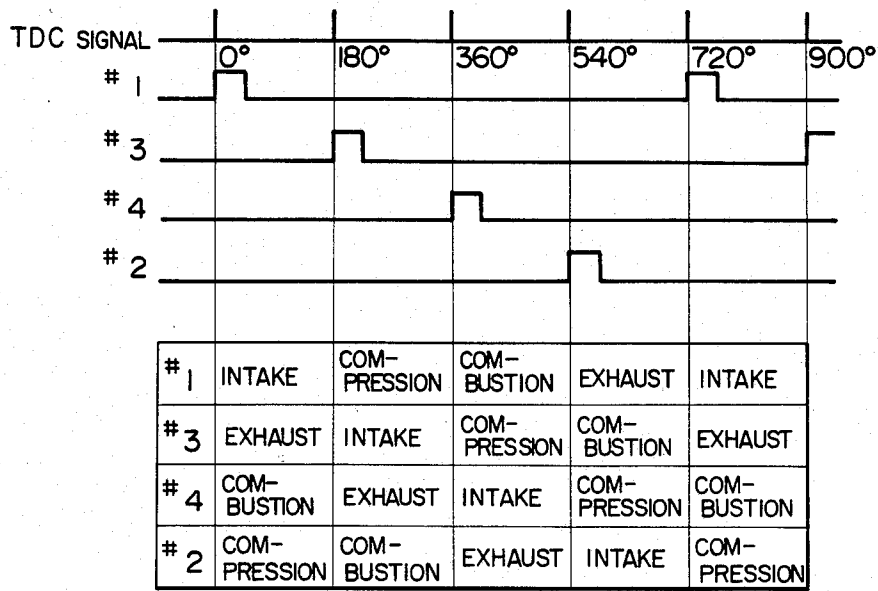 TDC SIGNAL
0° 180° 360° 540° 720° 900°
# 1
# 3
# 4
# 2
# 1 INTAKE COM-PRESSION COM-BUSTION EXHAUST INTAKE
# 3 EXHAUST INTAKE COM-PRESSION COM-BUSTION EXHAUST
# 4 COM-BUSTION EXHAUST INTAKE COM-PRESSION COM-BUSTION
# 2 COM-PRESSION COM-BUSTION EXHAUST INTAKE COM-PRESSION